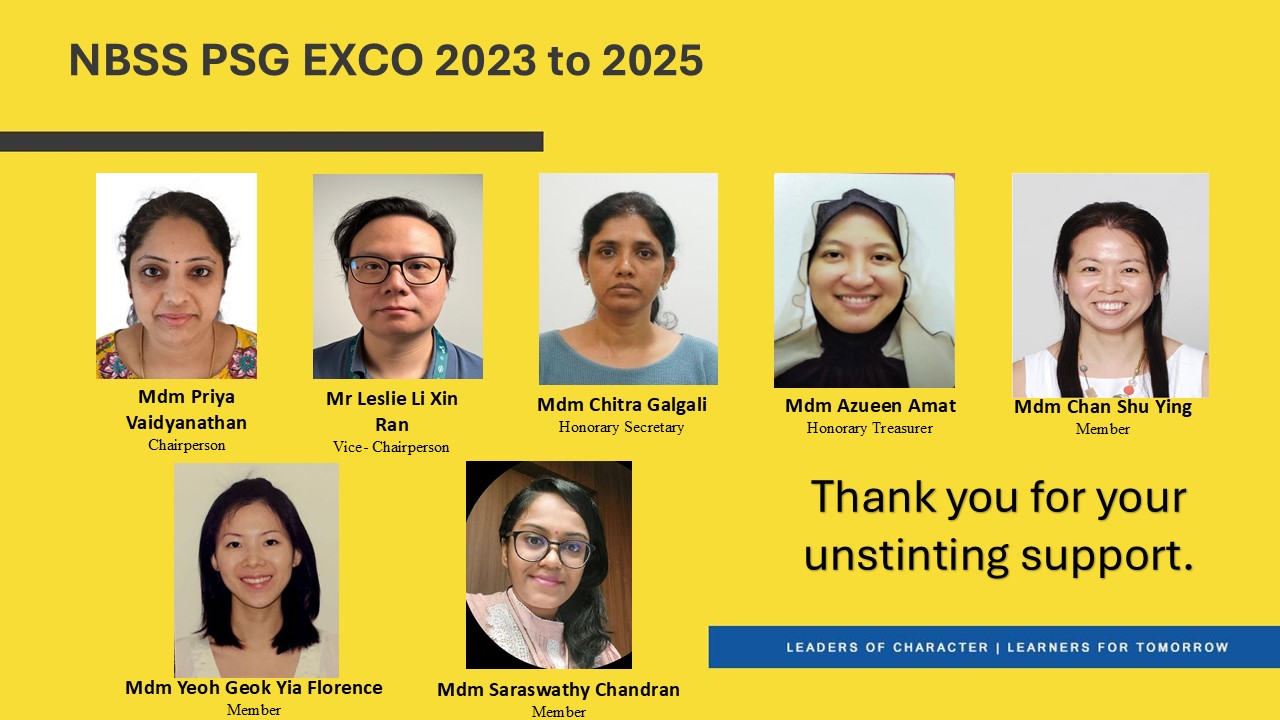 NBSS PSG EXCO 2023 to 2025
Mdm Priya
Vaidyanathan
Chairperson
Mr Leslie Li Xin
Ran
Vice- Chairperson
Mdm Chitra Galgali
Honorary Secretary
Mdm Azueen Amat
Honorary Treasurer
Mdm Chan Shu Ying
Member
Mdm Yeoh Geok Yia Florence
Member
Mdm Saraswathy Chandran
Member
Thank you for your
unstinting support.
LEADERS OF CHARACTER | LEARNERS FOR TOMORROW